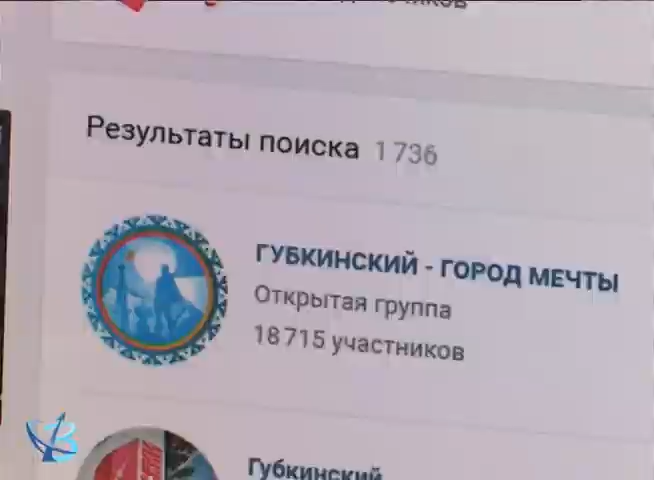 Результаты поиска 1 736
ГУБКИНСКИЙ - ГОРОД МЕЧТЫ
Открытая группа
18 715 участников
Губкинский